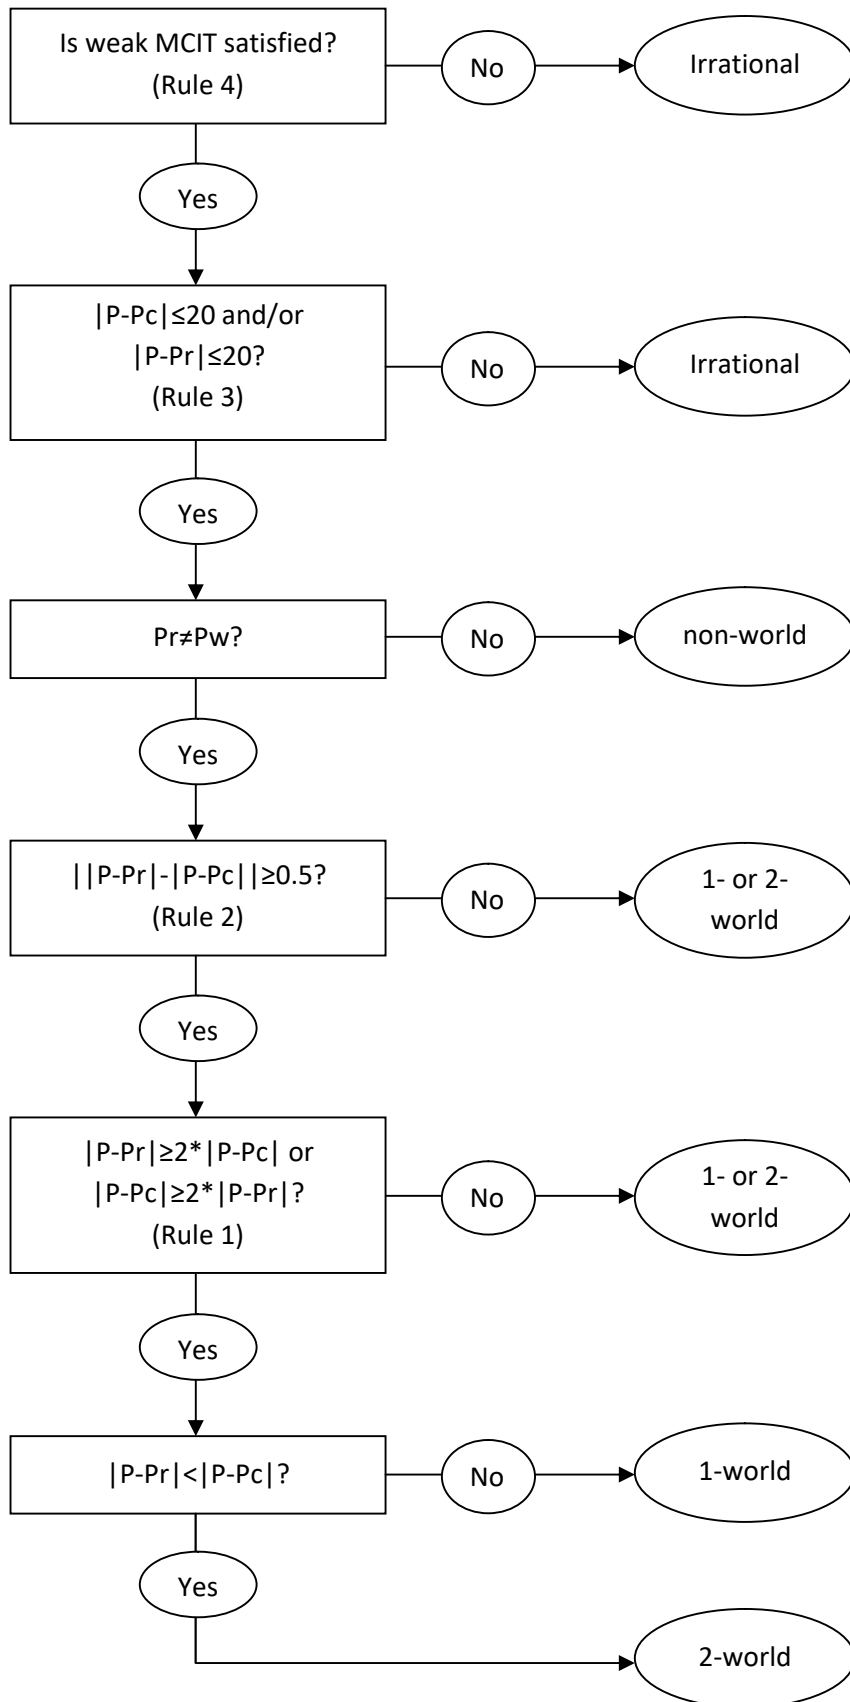 Is weak MCIT satisfied?
(Rule 4)
No
Irrational
Yes
|P-Pc|≤20 and/or
|P-Pr|≤20?
(Rule 3)
No
Irrational
Yes
Pr≠Pw?
No
non-world
Yes
||P-Pr|-|P-Pc||≥0.5?
(Rule 2)
No
1- or 2-
world
Yes
|P-Pr|≥2*|P-Pc| or
|P-Pc|≥2*|P-Pr|?
(Rule 1)
No
1- or 2-
world
Yes
|P-Pr|<|P-Pc|?
No
1-world
Yes
2-world